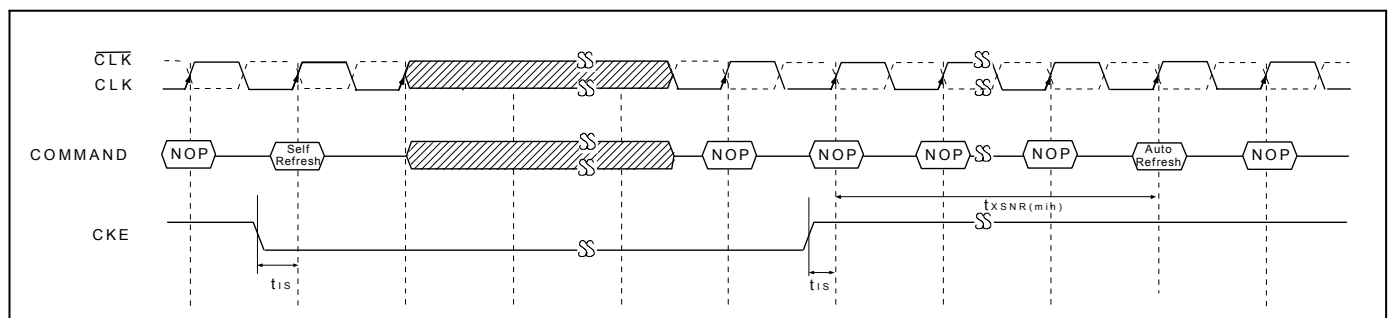 CLK
CLK
COMMAND
NOP
Self
Refresh
NOP
NOP
NOP
NOP
Auto
Refresh
NOP
tXSNR(min)
CKE
tIS
tIS